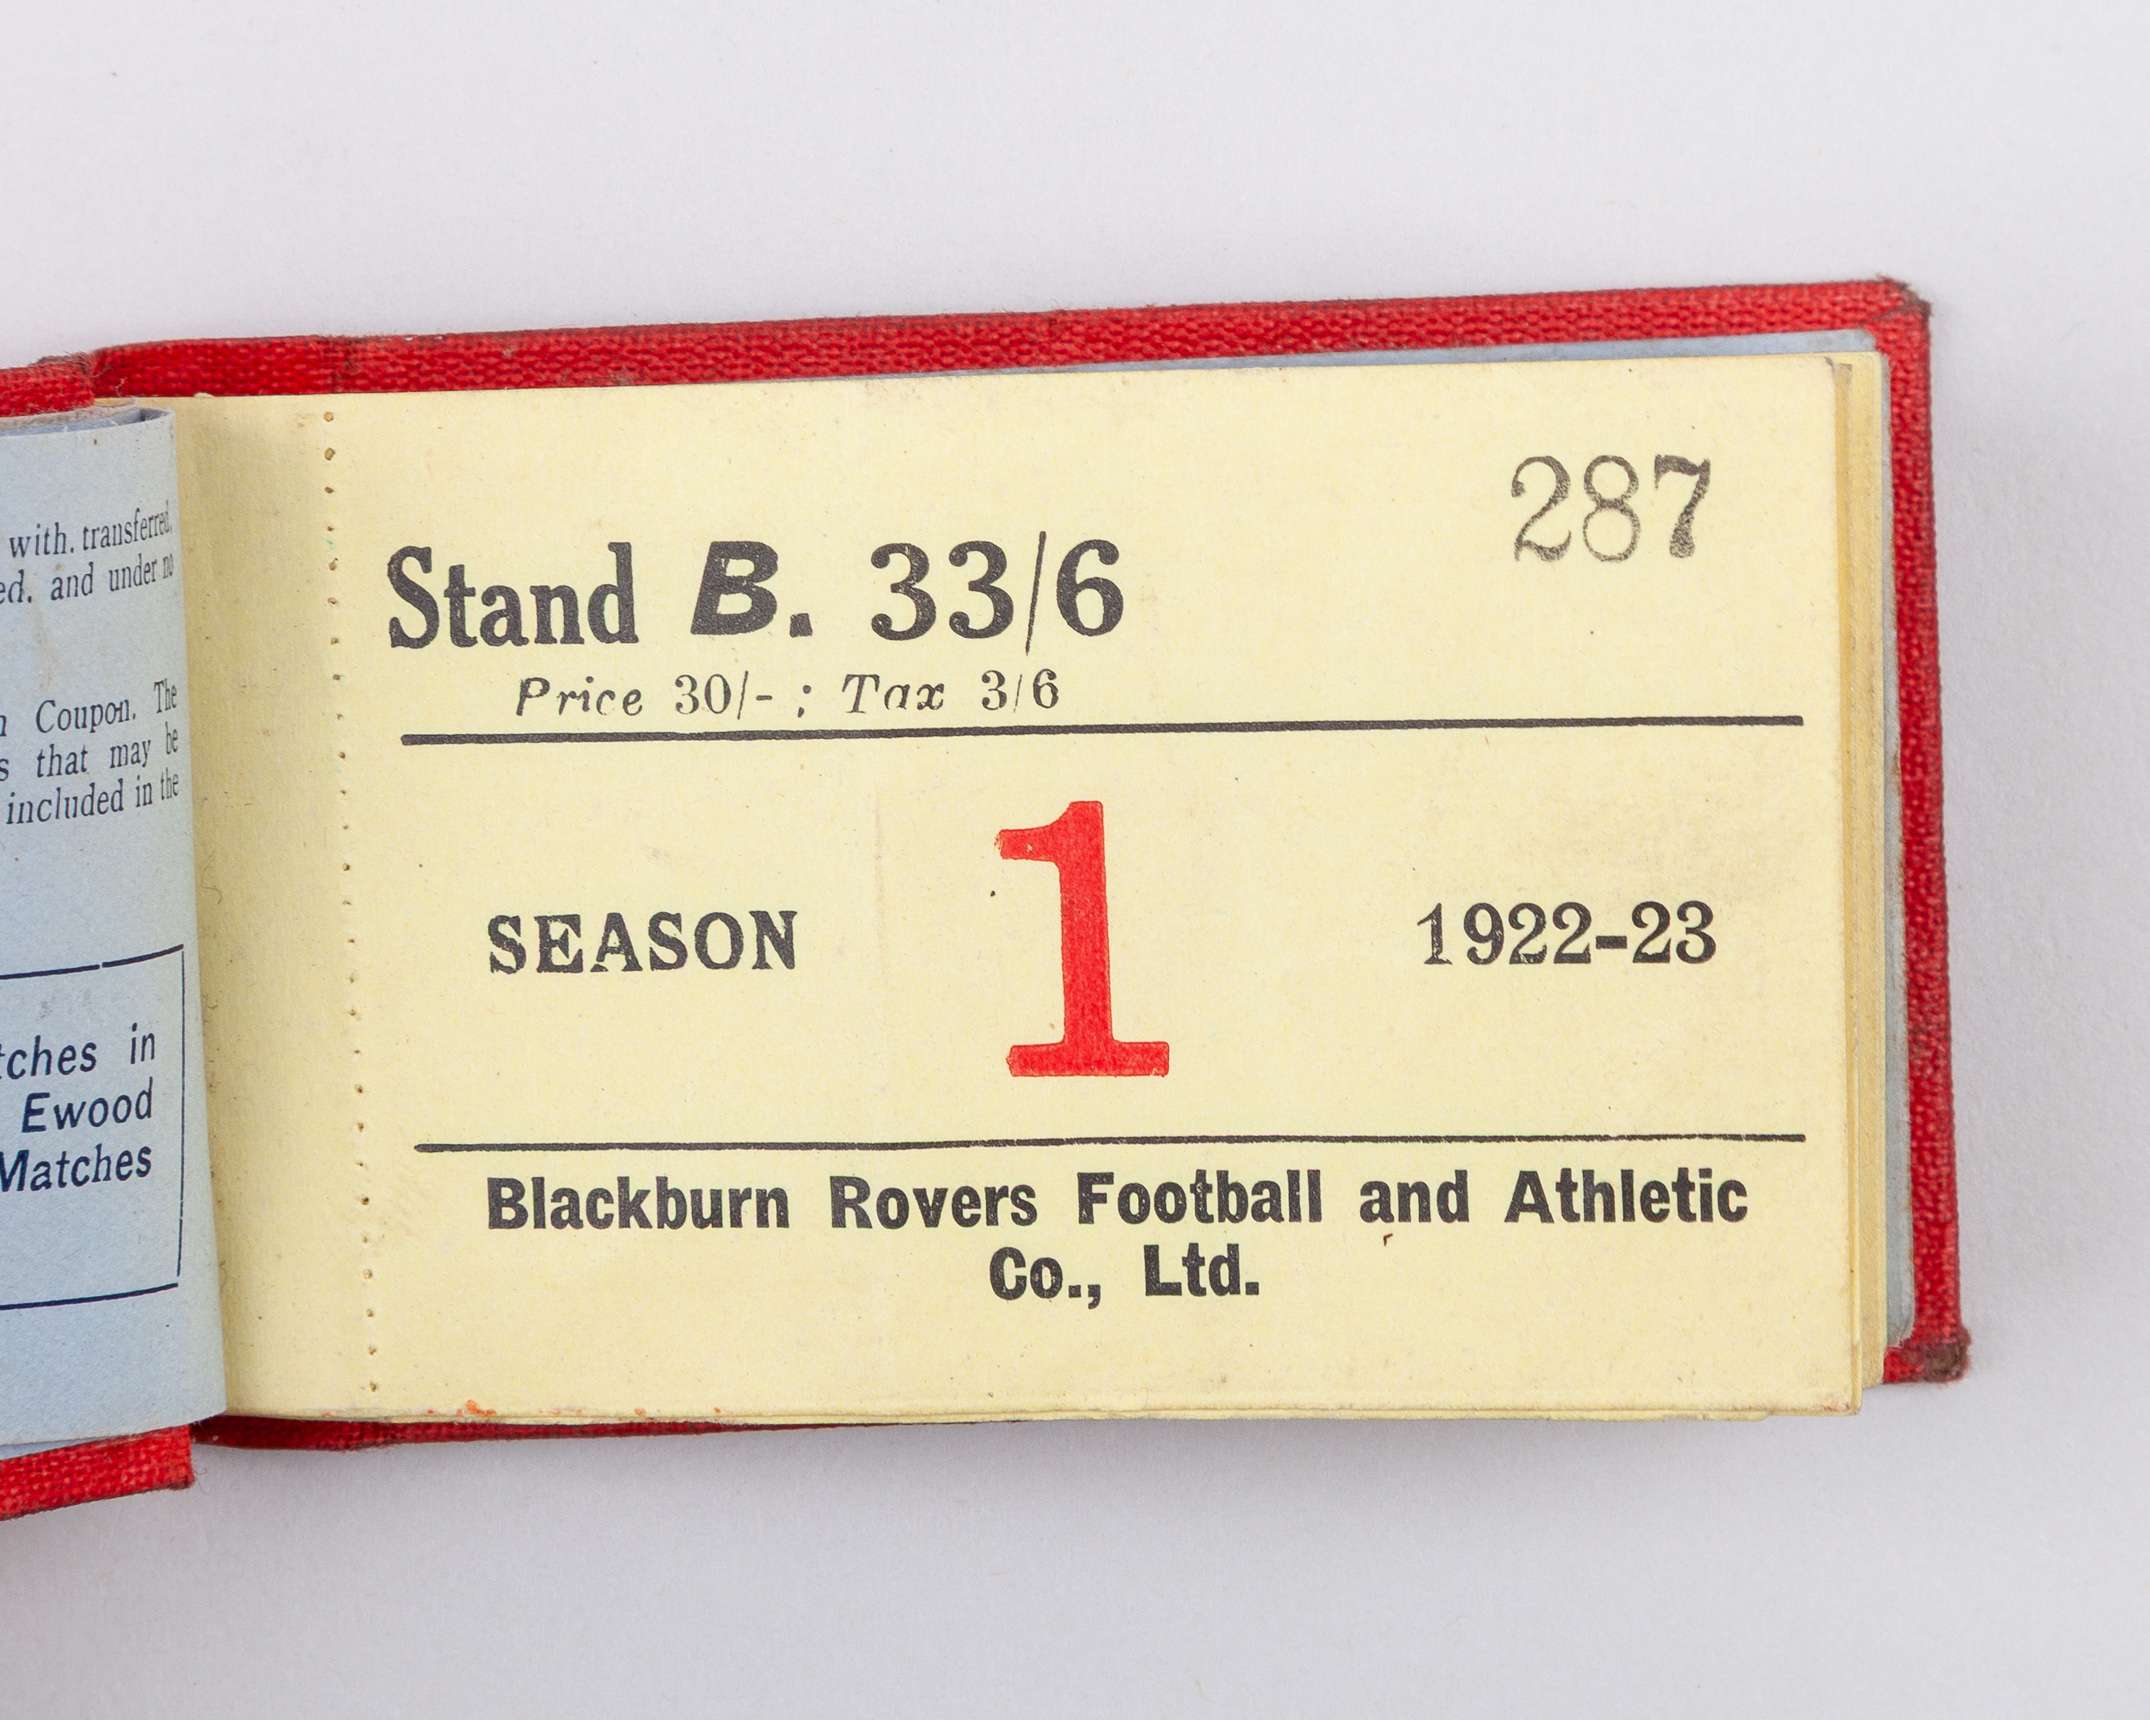 with. transferred,
ed. and under no
Coupon. The
s that may be
included in the
tches in
Ewood
Matches
287
Stand B. 33/6
Price 30/- ; Tax 3/6
SEASON 1 1922-23
Blackburn Rovers Football and Athletic
Co., Ltd.